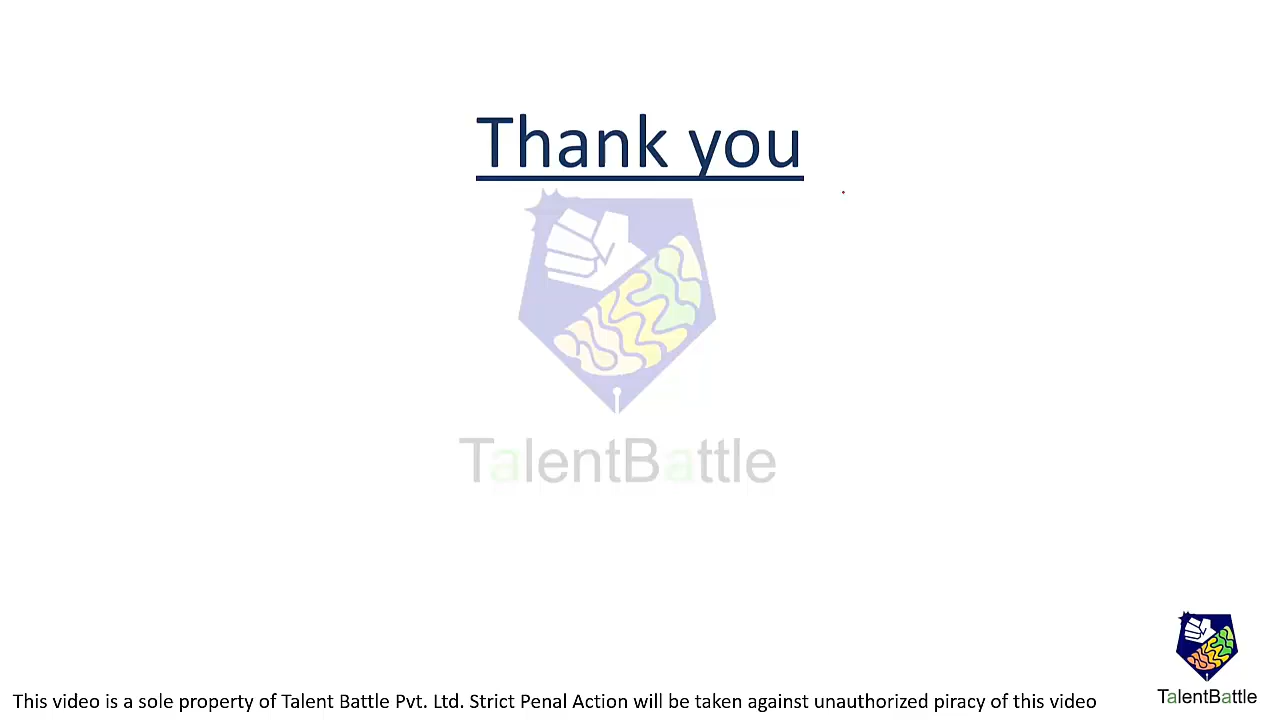 Thank you
TalentBattle
TalentBattle
This video is a sole property of Talent Battle Pvt. Ltd. Strict Penal Action will be taken against unauthorized piracy of this video